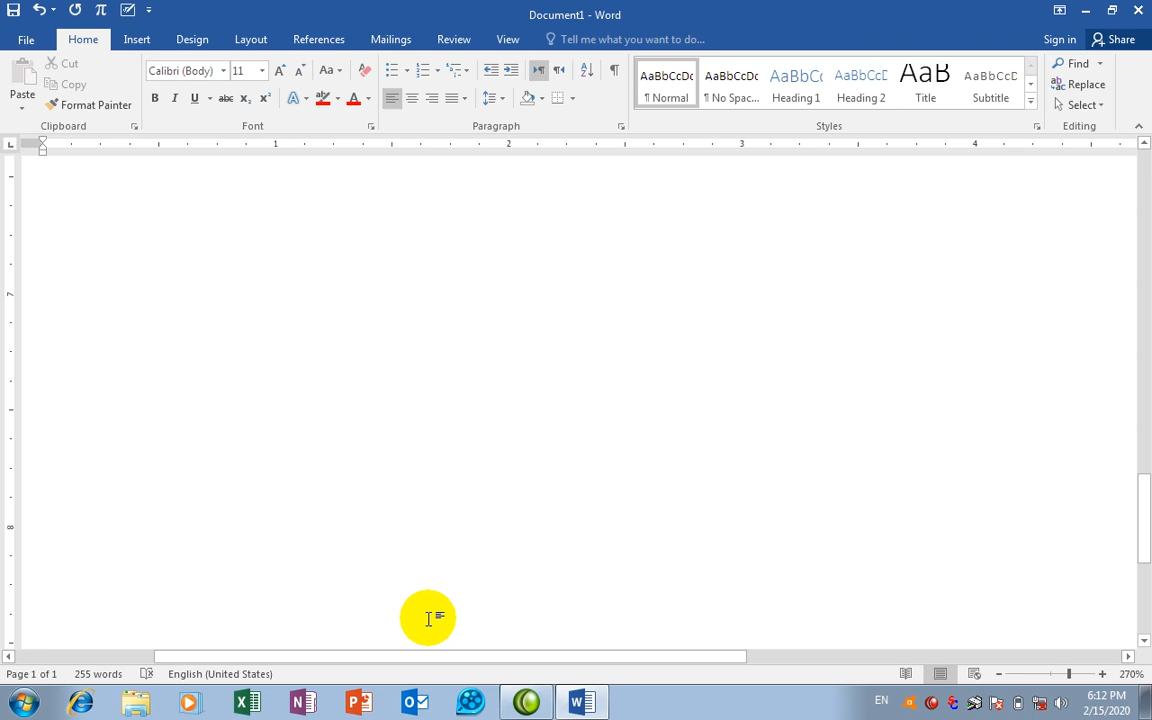 Document1 - Word
File Home Insert Design Layout References Mailings Review View Tell me what you want to do... Sign in Share
Paste
Cut
Copy
Format Painter
Clipboard
Calibri (Body) 11 Aa
B I U abc x₂ x² A A
Font
Paragraph
AaBbCcDc AaBbCcDc AaBbCc AaBbCcD AaB AaBbCcD
¶ Normal ¶ No Spac... Heading 1 Heading 2 Title Subtitle
Styles
Find
Replace
Select
Editing
1 2 3 4
7
8
Page 1 of 1 255 words English (United States) 270%
EN
6:12 PM
2/15/2020